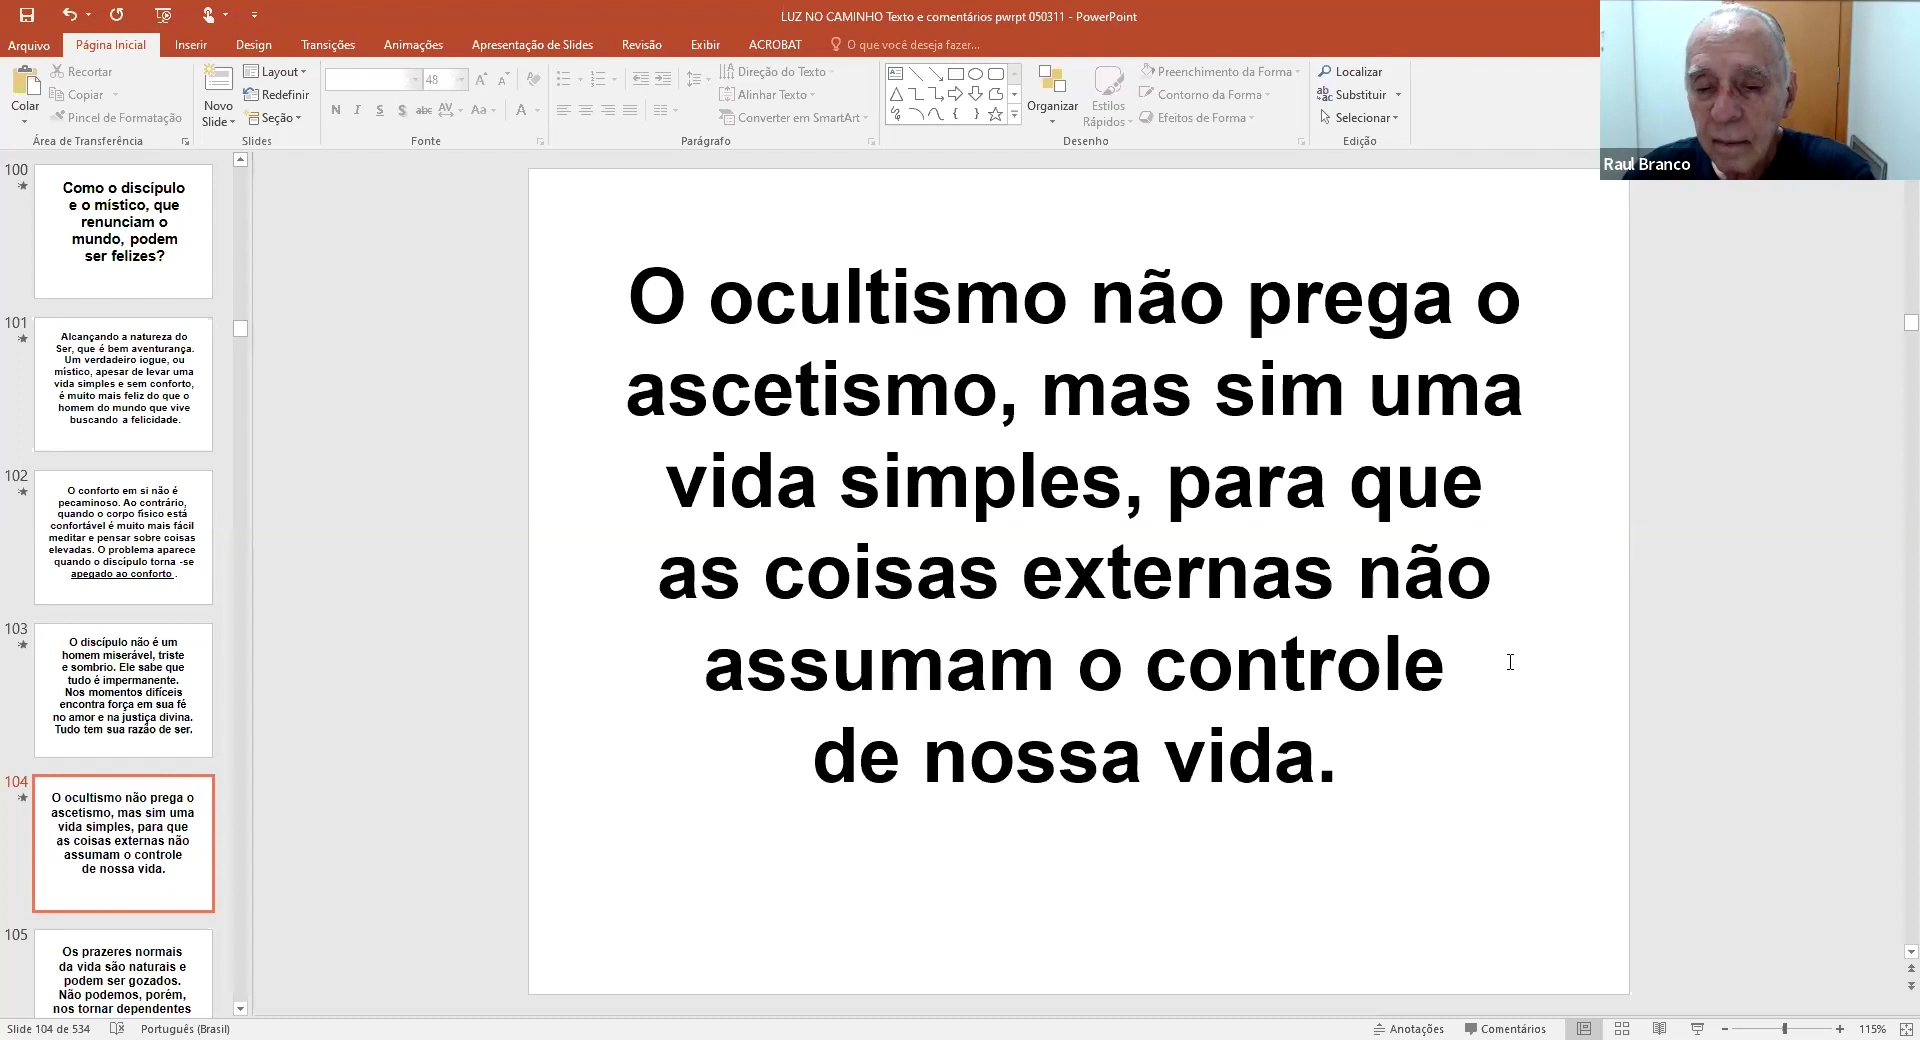 LUZ NO CAMINHO Texto e comentários pwrpt 050311 - PowerPoint
Arquivo
Página Inicial
Inserir
Design
Transições
Animações
Apresentação de Slides
Revisão
Exibir
ACROBAT
O que você deseja fazer...
Colar
Recortar
Copiar
Pincel de Formatação
Área de Transferência
Novo
Slide
Layout
Redefinir
Seção
Slides
48
N I S S abc AV Aa A
Fonte
Direção do Texto
Alinhar Texto
Converter em SmartArt
Parágrafo
Organizar
Estilos
Rápidos
Preenchimento da Forma
Contorno da Forma
Efeitos de Forma
Desenho
Localizar
Substituir
Selecionar
Edição
Raul Branco
100
Como o discípulo
e o místico, que
renunciam o
mundo, podem
ser felizes?
101
Alcançando a natureza do
Ser, que é bem aventurança.
Um verdadeiro iogue, ou
místico, apesar de levar uma
vida simples e sem conforto,
é muito mais feliz do que o
homem do mundo que vive
buscando a felicidade.
102
O conforto em si não é
pecaminoso. Ao contrário,
quando o corpo físico está
confortável é muito mais fácil
meditar e pensar sobre coisas
elevadas. O problema aparece
quando o discípulo torna -se
apegado ao conforto .
103
O discípulo não é um
homem miserável, triste
e sombrio. Ele sabe que
tudo é impermanente.
Nos momentos difíceis
encontra força em sua fé
no amor e na justiça divina.
Tudo tem sua razão de ser.
104
O ocultismo não prega o
ascetismo, mas sim uma
vida simples, para que
as coisas externas não
assumam o controle
de nossa vida.
105
Os prazeres normais
da vida são naturais e
podem ser gozados.
Não podemos, porém,
nos tornar dependentes
O ocultismo não prega o
ascetismo, mas sim uma
vida simples, para que
as coisas externas não
assumam o controle
de nossa vida.
Slide 104 de 534
Português (Brasil)
Anotações
Comentários
115%